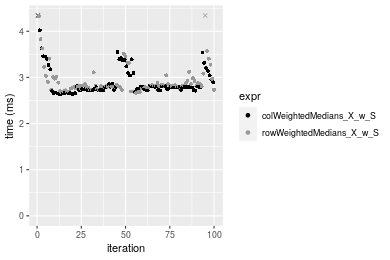 4
3
2
1
0
time (ms)
0
25
50
75
100
iteration
expr
colWeightedMedians_X_w_S
rowWeightedMedians_X_w_S